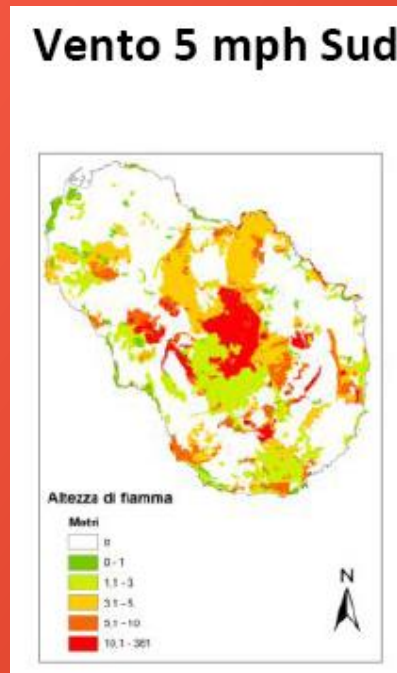 Vento 5 mph Sud
Altezza di fiamma
Metri
0
0 - 1
1,1 - 3
3,1 - 5
5,1 - 10
10,1 - 361
N